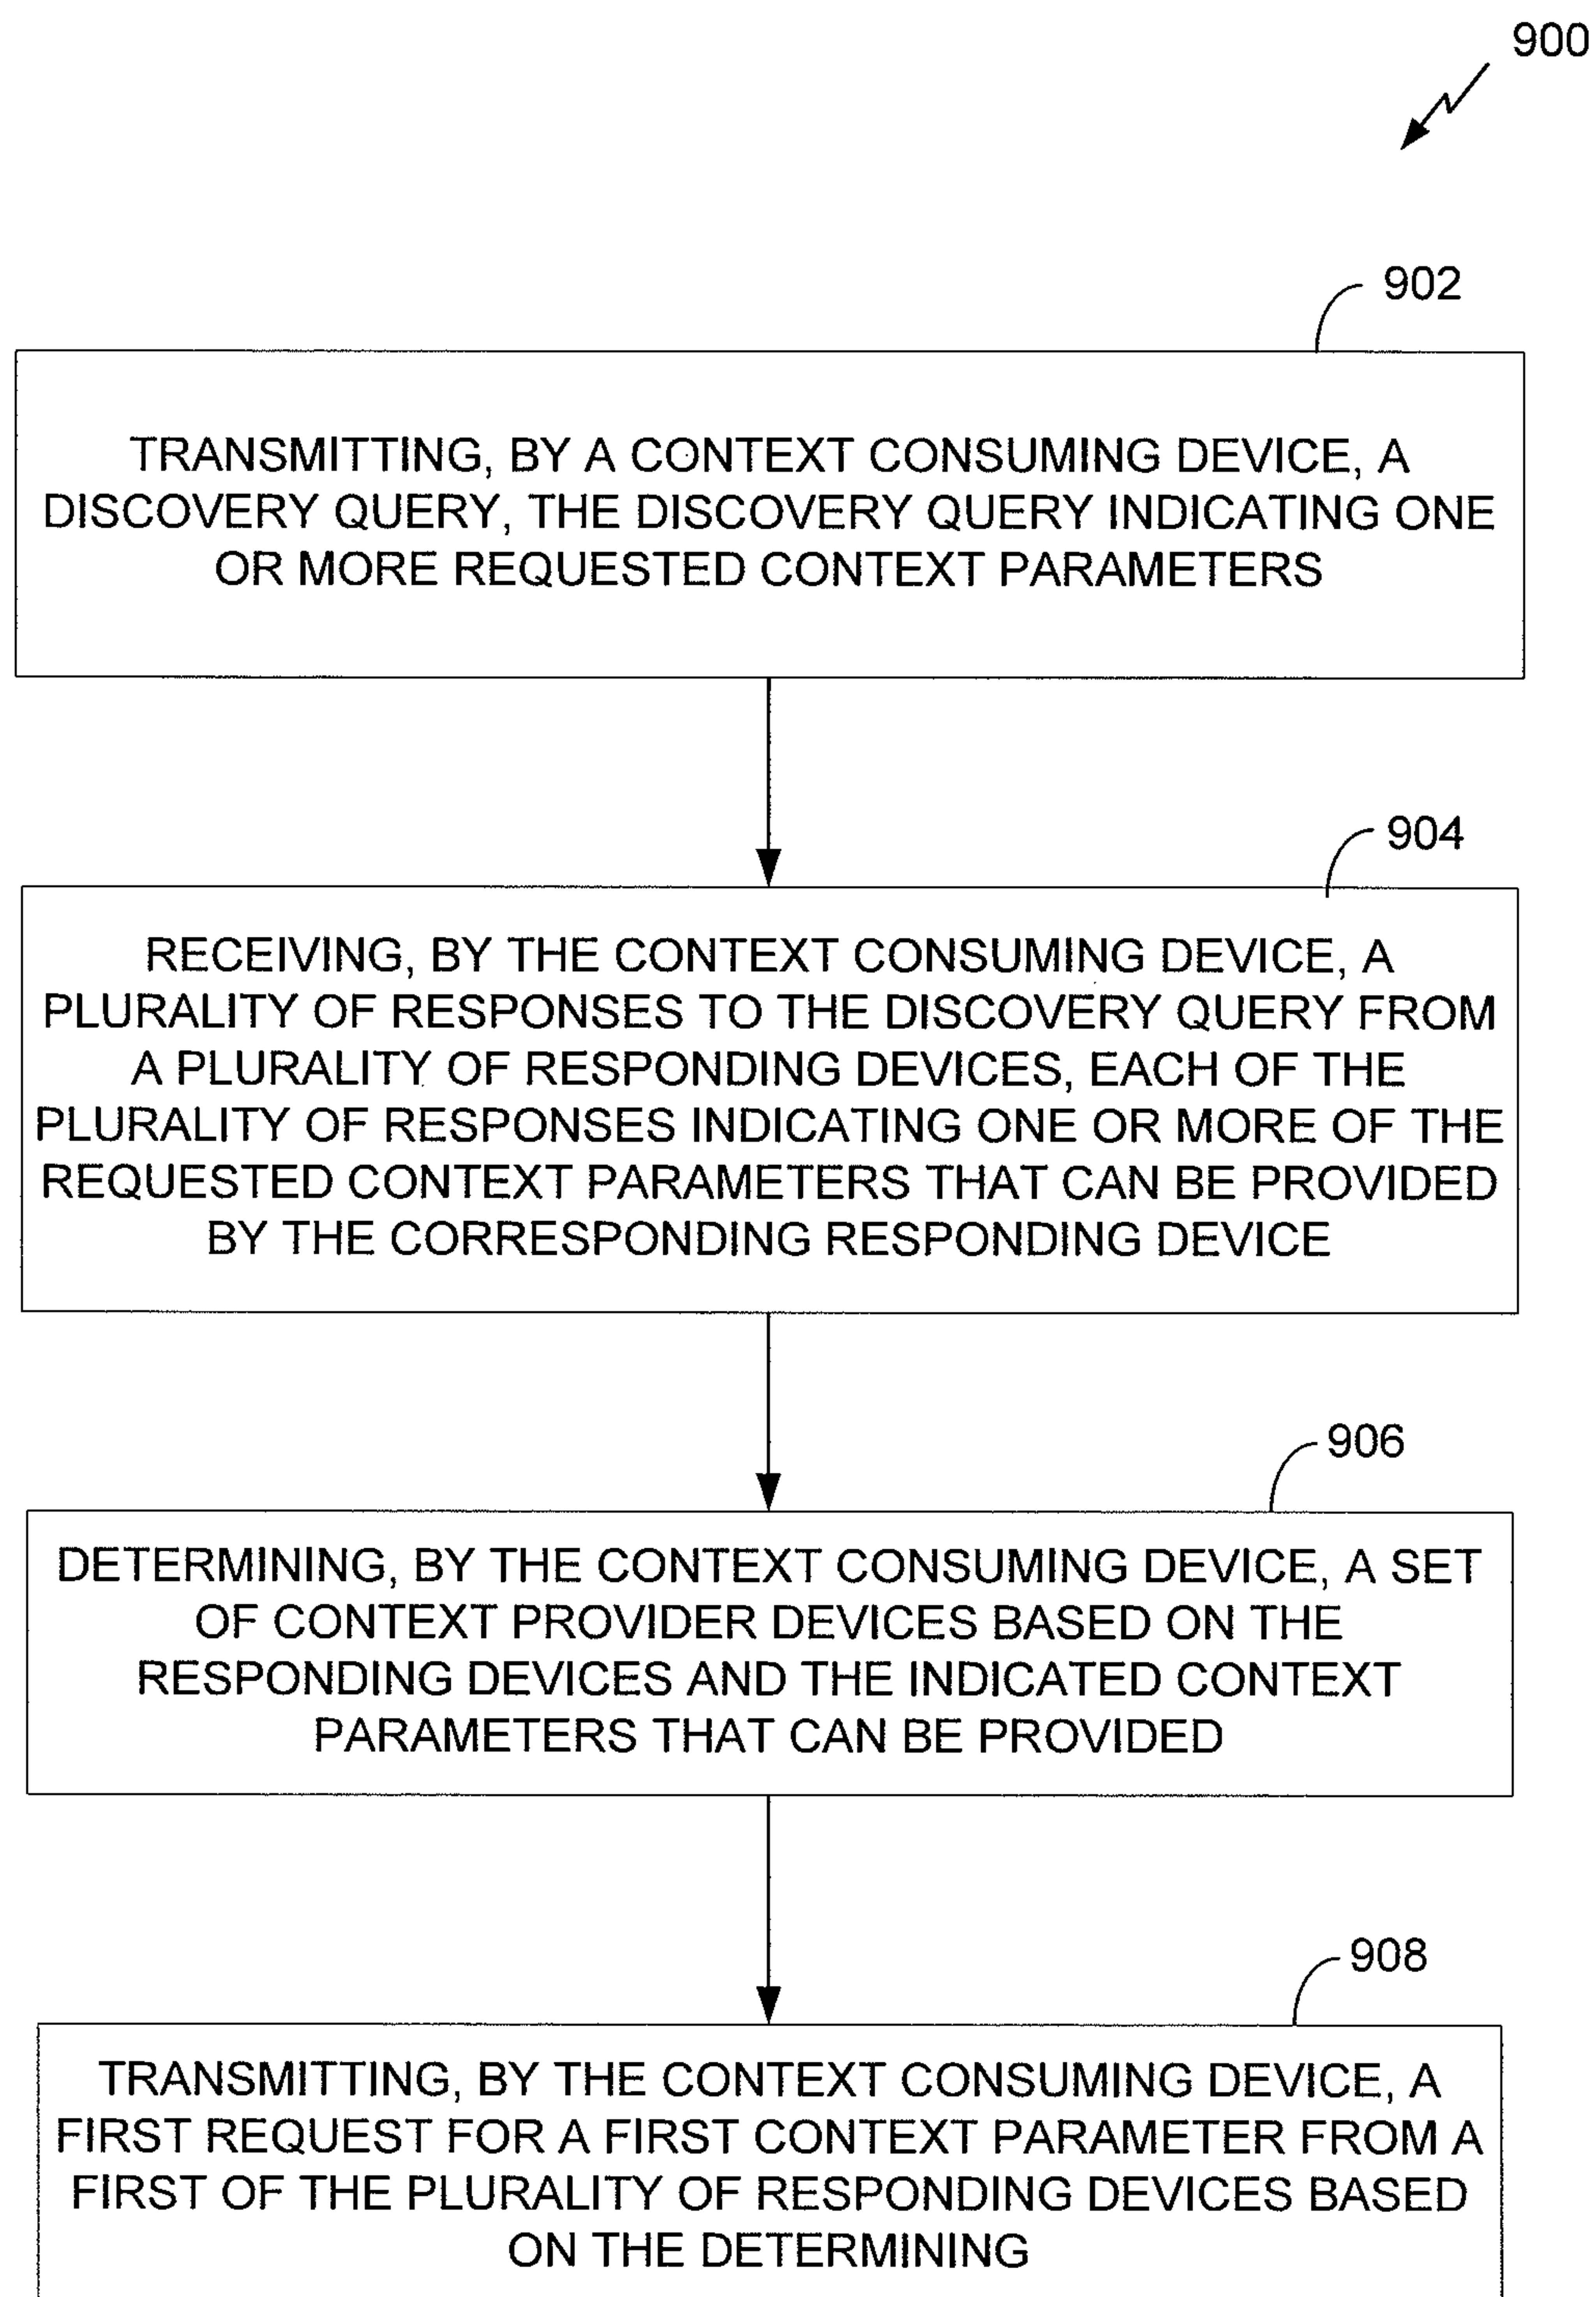 900
902
TRANSMITTING, BY A CONTEXT CONSUMING DEVICE, A
DISCOVERY QUERY, THE DISCOVERY QUERY INDICATING ONE
OR MORE REQUESTED CONTEXT PARAMETERS
904
RECEIVING, BY THE CONTEXT CONSUMING DEVICE, A
PLURALITY OF RESPONSES TO THE DISCOVERY QUERY FROM
A PLURALITY OF RESPONDING DEVICES, EACH OF THE
PLURALITY OF RESPONSES INDICATING ONE OR MORE OF THE
REQUESTED CONTEXT PARAMETERS THAT CAN BE PROVIDED
BY THE CORRESPONDING RESPONDING DEVICE
906
DETERMINING, BY THE CONTEXT CONSUMING DEVICE, A SET
OF CONTEXT PROVIDER DEVICES BASED ON THE
RESPONDING DEVICES AND THE INDICATED CONTEXT
PARAMETERS THAT CAN BE PROVIDED
908
TRANSMITTING, BY THE CONTEXT CONSUMING DEVICE, A
FIRST REQUEST FOR A FIRST CONTEXT PARAMETER FROM A
FIRST OF THE PLURALITY OF RESPONDING DEVICES BASED
ON THE DETERMINING